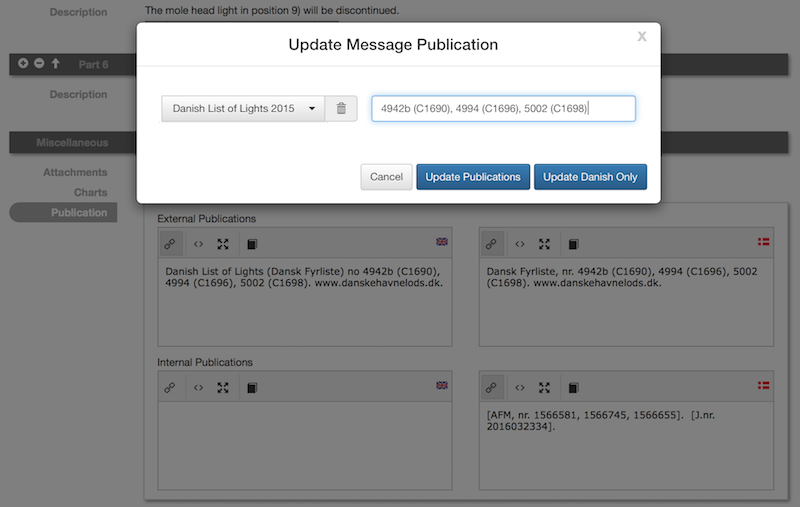 Description
The mole head light in position 9) will be discontinued.
Update Message Publication
x
Part 6
Description
Danish List of Lights 2015
4942b (C1690), 4994 (C1696), 5002 (C1698)
Miscellaneous
Attachments
Charts
Publication
Cancel
Update Publications
Update Danish Only
External Publications
Danish List of Lights (Dansk Fyrliste) no 4942b (C1690),
4994 (C1696), 5002 (C1698). www.danskehavnelods.dk.
Dansk Fyrliste, nr. 4942b (C1690), 4994 (C1696), 5002
(C1698). www.danskehavnelods.dk.
Internal Publications
[AFM, nr. 1566581, 1566745, 1566655].  [J.nr.
2016032334].